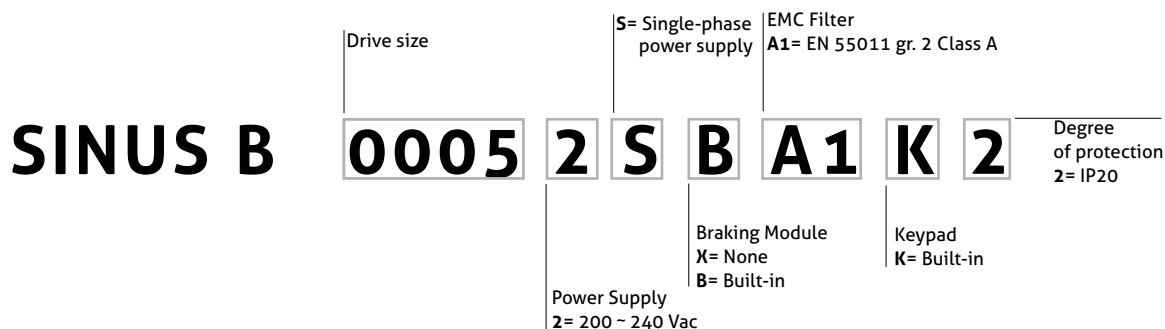 Drive size
S= Single-phase
power supply
EMC Filter
A1= EN 55011 gr. 2 Class A
SINUS B 0005 2 S B A1 K 2
Degree
of protection
2= IP20
Braking Module
X= None
B= Built-in
Keypad
K= Built-in
Power Supply
2= 200 ~ 240 Vac